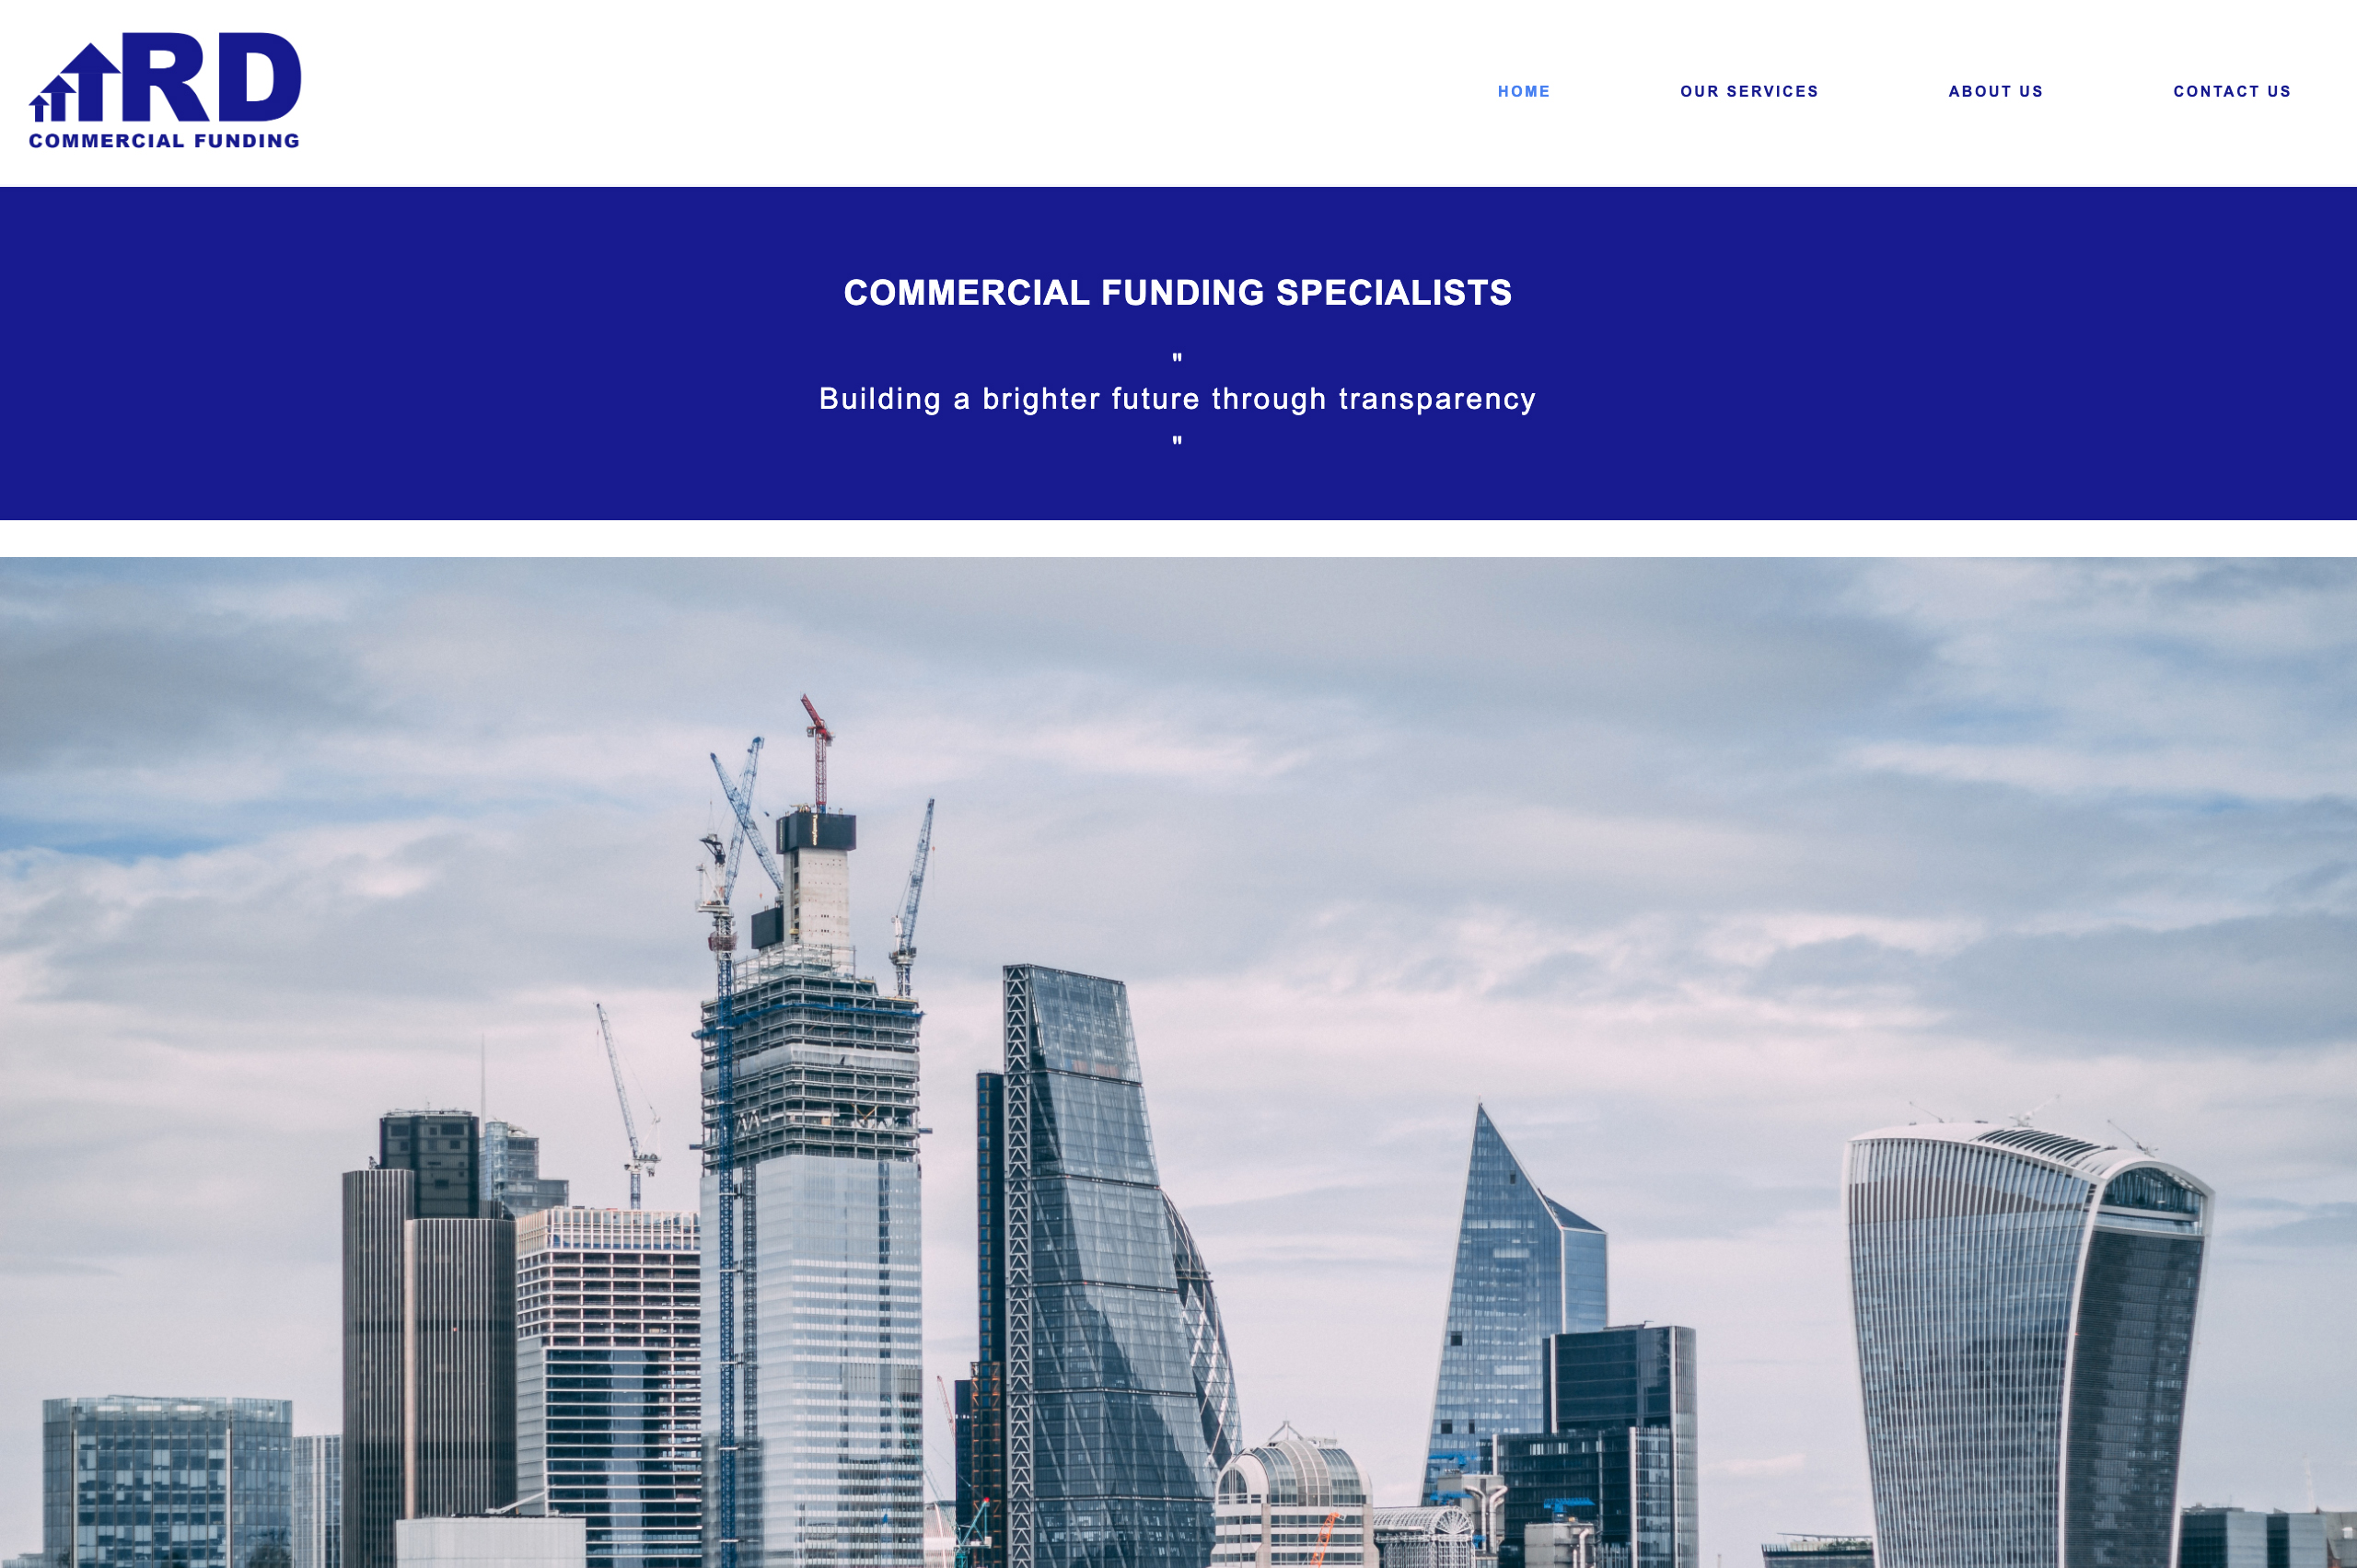 RD
COMMERCIAL FUNDING
HOME
OUR SERVICES
ABOUT US
CONTACT US
COMMERCIAL FUNDING SPECIALISTS
"
Building a brighter future through transparency
"